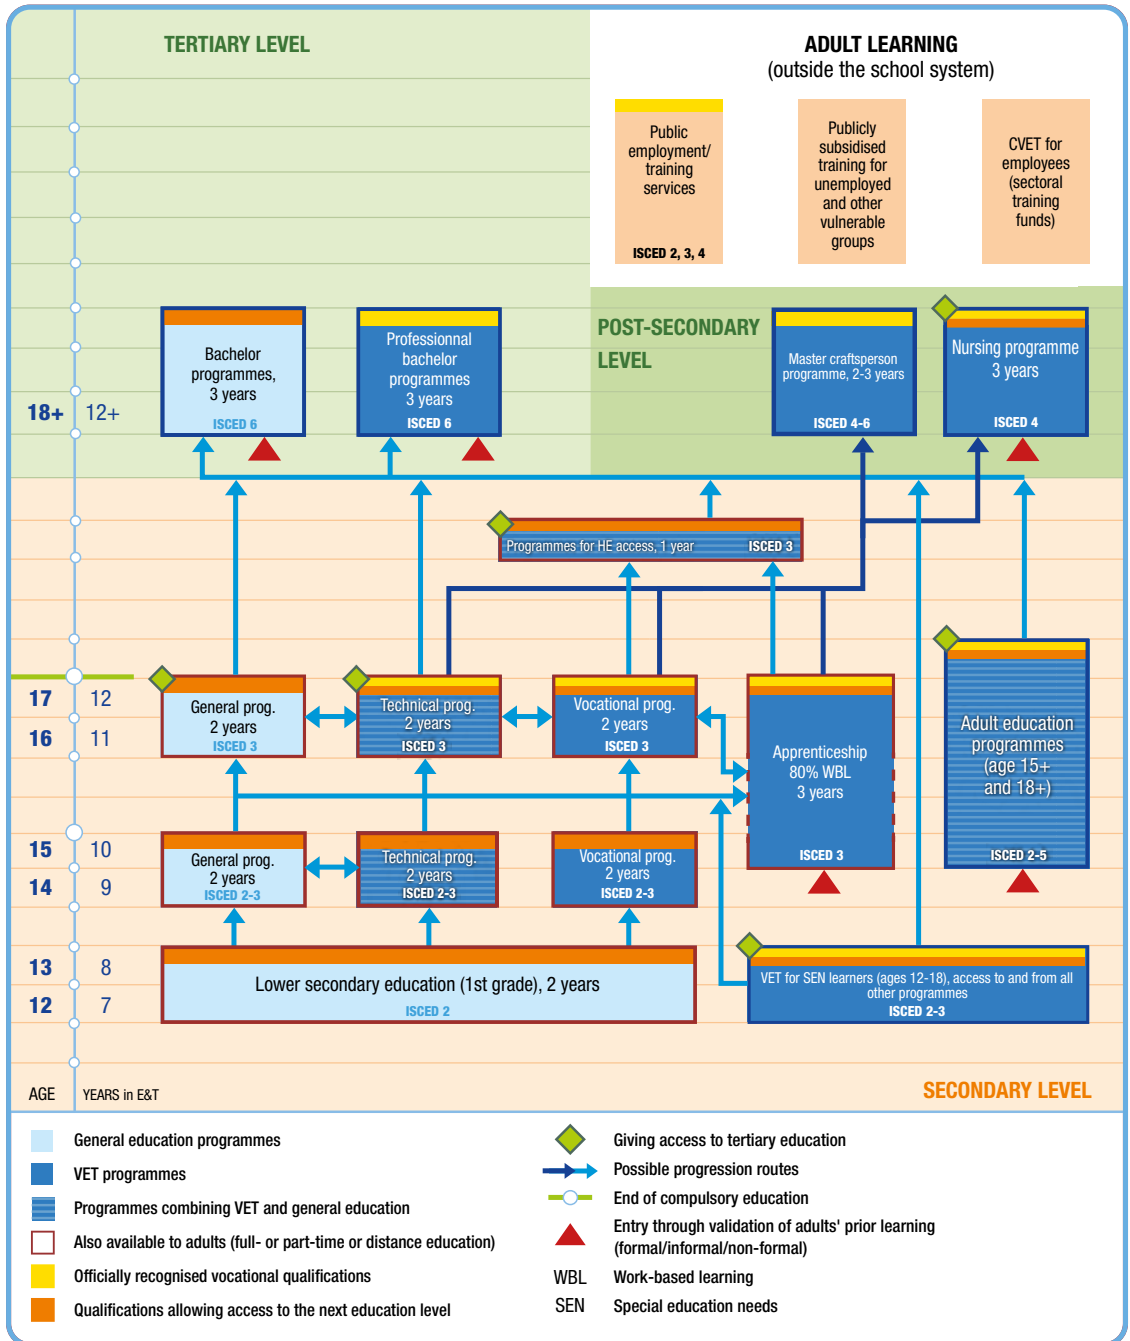 TERTIARY LEVEL
ADULT LEARNING
(outside the school system)
Public
employment/
training
services
ISCED 2, 3, 4
Publicly
subsidised
training for
unemployed
and other
vulnerable
groups
CVET for
employees
(sectoral
training
funds)
POST-SECONDARY
LEVEL
Bachelor
programmes,
3 years
ISCED 6
Professionnal
bachelor
programmes
3 years
ISCED 6
Master craftsperson
programme, 2-3 years
ISCED 4-6
Nursing programme
3 years
ISCED 4
18+ 12+
Programmes for HE access, 1 year ISCED 3
17 12
16 11
General prog.
2 years
ISCED 3
Technical prog.
2 years
ISCED 3
Vocational prog.
2 years
ISCED 3
Apprenticeship
80% WBL
3 years
ISCED 3
Adult education
programmes
(age 15+
and 18+)
ISCED 2-5
15 10
14 9
General prog.
2 years
ISCED 2-3
Technical prog.
2 years
ISCED 2-3
Vocational prog.
2 years
ISCED 2-3
13 8
12 7
Lower secondary education (1st grade), 2 years
ISCED 2
VET for SEN learners (ages 12-18), access to and from all
other programmes
ISCED 2-3
AGE YEARS in E&T
SECONDARY LEVEL
General education programmes
VET programmes
Programmes combining VET and general education
Also available to adults (full- or part-time or distance education)
Officially recognised vocational qualifications
Qualifications allowing access to the next education level
Giving access to tertiary education
Possible progression routes
End of compulsory education
Entry through validation of adults' prior learning
(formal/informal/non-formal)
WBL Work-based learning
SEN Special education needs